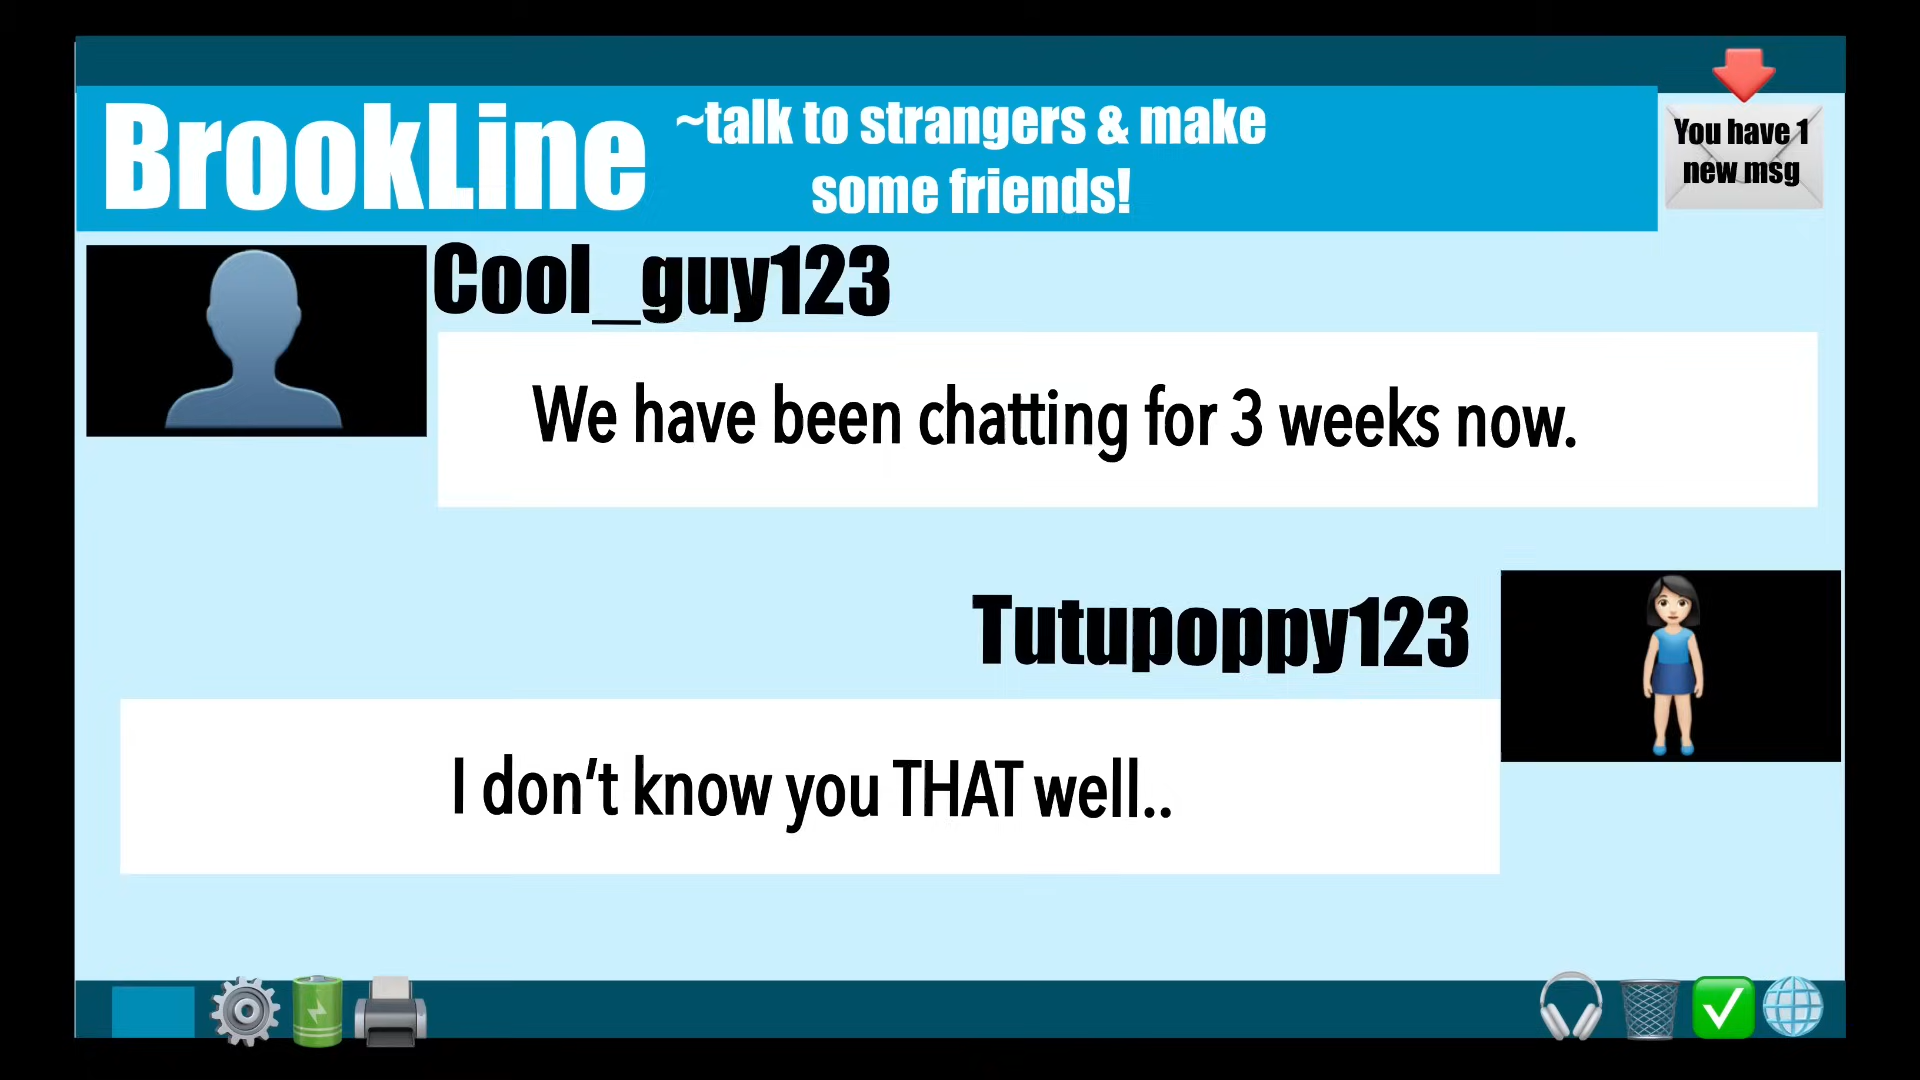 BrookLine
~talk to strangers & make
some friends!
You have 1
new msg
Cool_guy123
We have been chatting for 3 weeks now.
Tutupoppy123
I don't know you THAT well..